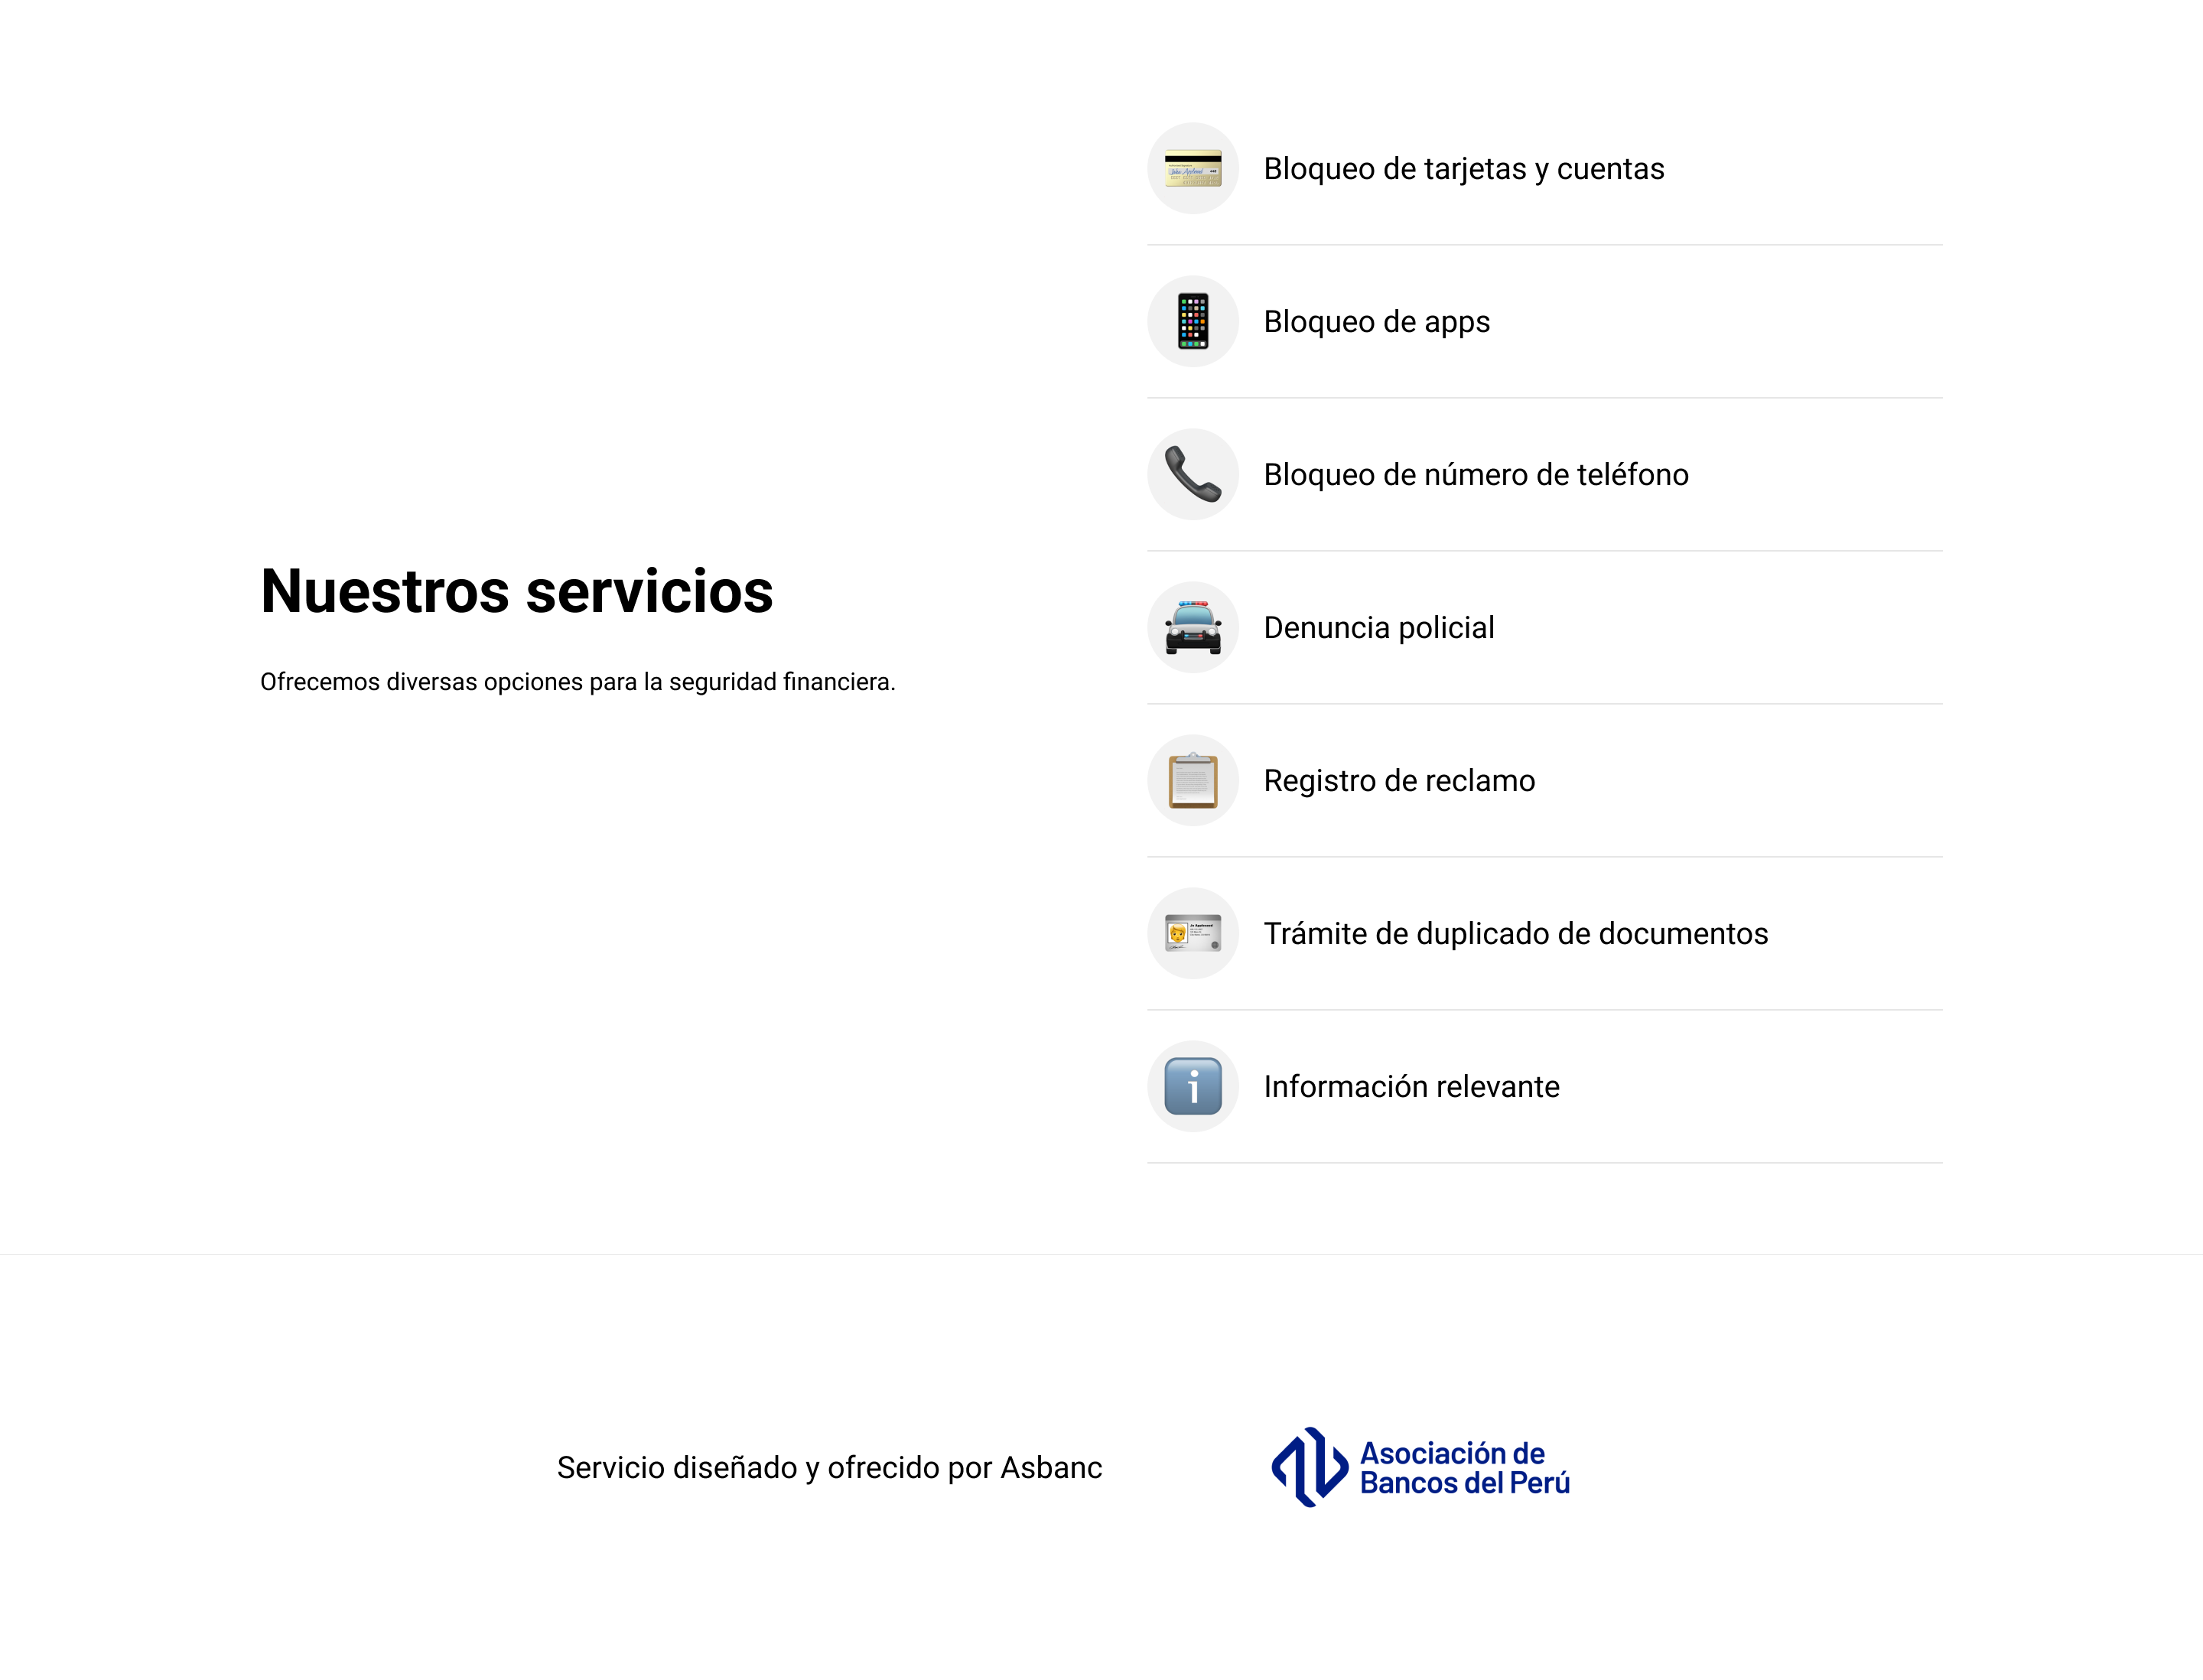 Nuestros servicios
Ofrecemos diversas opciones para la seguridad financiera.
Bloqueo de tarjetas y cuentas
Bloqueo de apps
Bloqueo de número de teléfono
Denuncia policial
Registro de reclamo
Trámite de duplicado de documentos
Información relevante
Servicio diseñado y ofrecido por Asbanc
Asociación de
Bancos del Perú